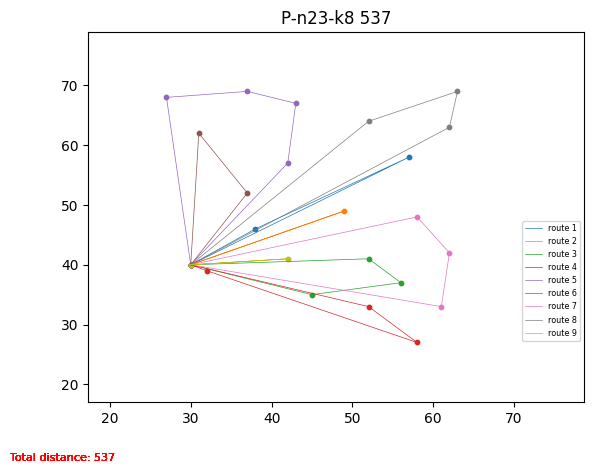 P-n23-k8 537
70
60
50
40
30
20
20
30
40
50
60
70
route 1
route 2
route 3
route 4
route 5
route 6
route 7
route 8
route 9
Total distance: 537